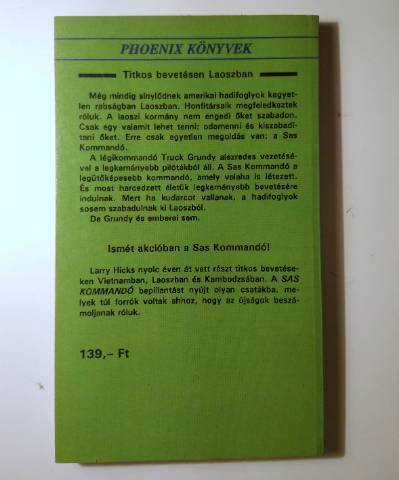 PHOENIX KÖNYVEK
Titkos bevetésen Laoszban
Még mindig sínylődnek amerikai hadifoglyok kegyet-
len rabságban Laoszban. Honfitársaik megfeledkeztek
róluk. A laoszi kormány nem engedi őket szabadon.
Csak egy valamit lehet tenni: odamenni és kiszabadí-
tani őket. Erre csak egyetlen megoldás van: a Sas
Kommandó.
A légikommandó Truck Grundy alezredes vezetésé-
vel a legkeményebb pilótákból áll. A Sas Kommandó a
legütőképesebb kommandó, amely valaha is létezett.
És most harcedzett életük legkeményebb bevetésére
indulnak. Mert ha kudarcot vallanak, a hadifoglyok
sosem szabadulnak ki Laoszból.
De Grundy és emberei sem.
Ismét akcióban a Sas Kommandó!
Larry Hicks nyolc éven át vett részt titkos bevetése-
ken Vietnamban, Laoszban és Kambodzsában. A SAS
KOMMANDÓ bepillantást nyújt olyan csatákba, me-
lyek túl forrók voltak ahhoz, hogy az újságok beszá-
moljanak róluk.
139,– Ft